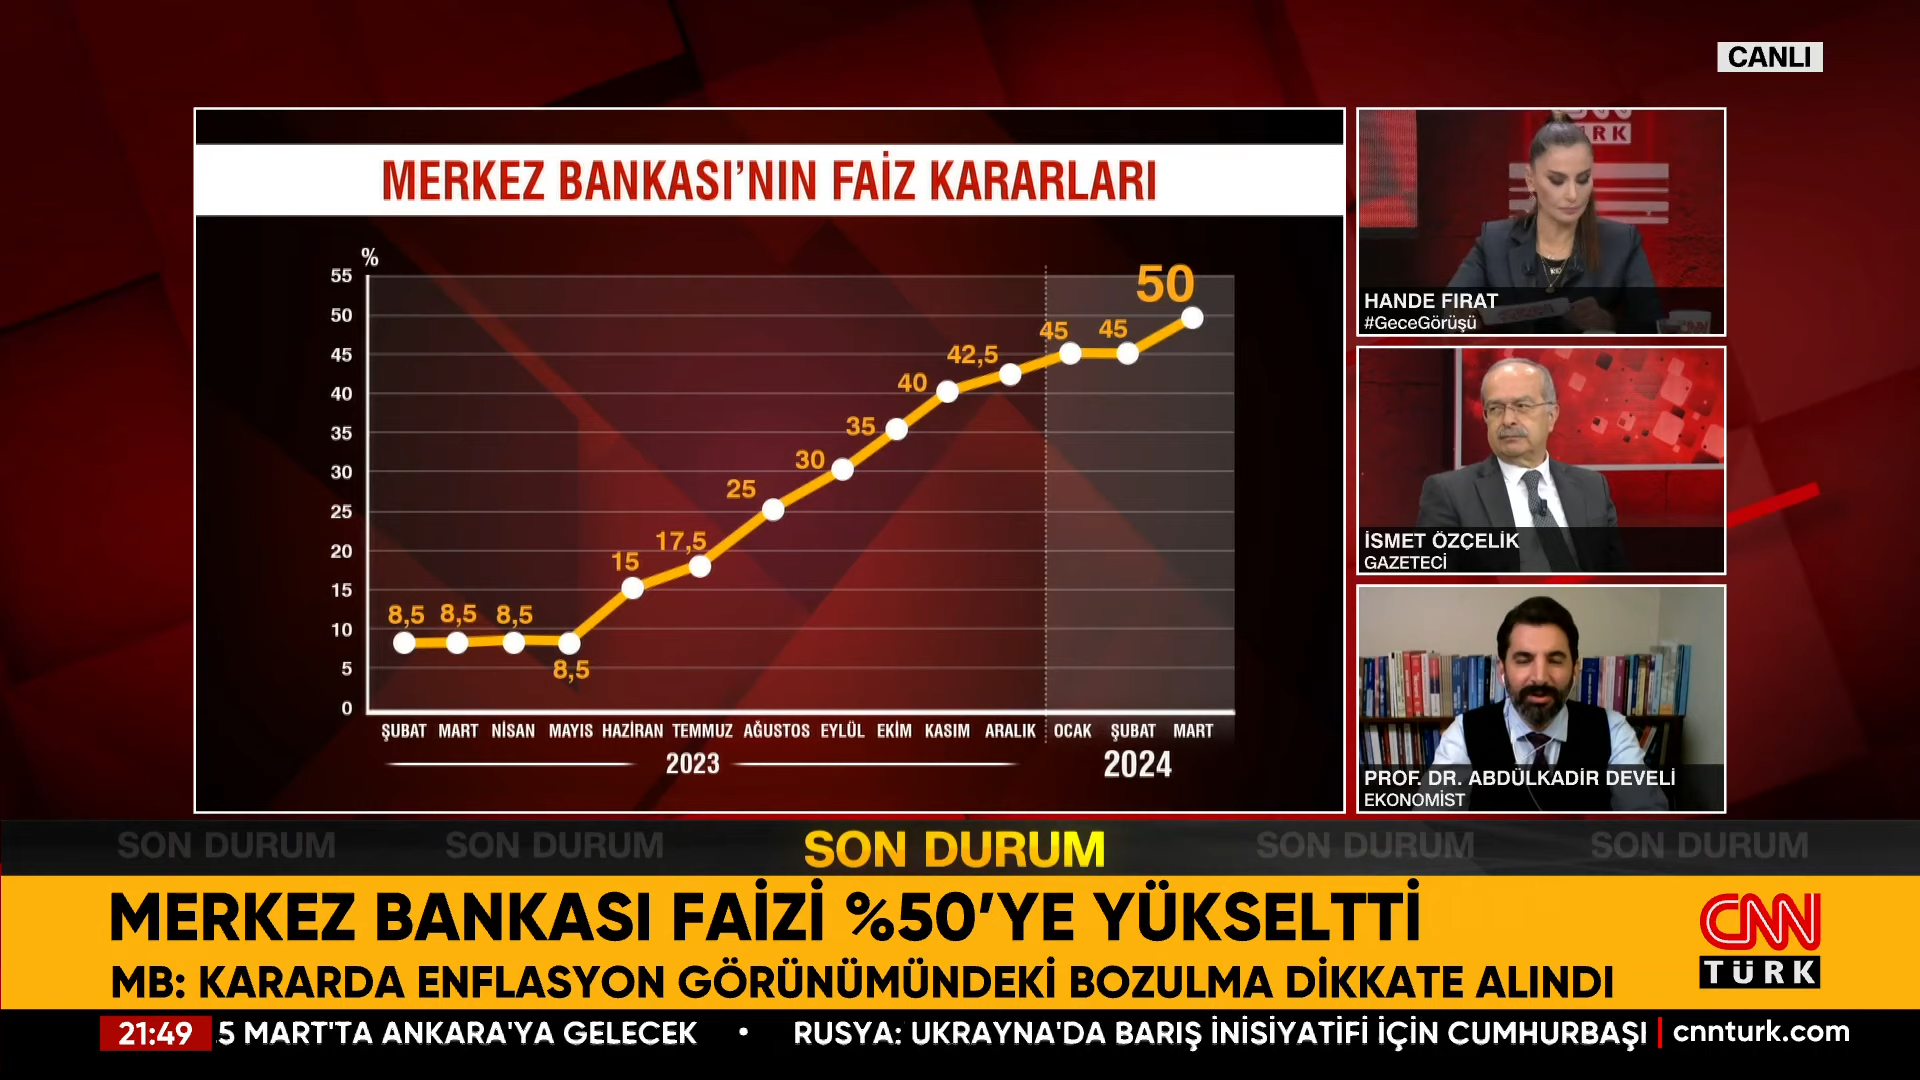 CANLI
MERKEZ BANKASI’NIN FAİZ KARARLARI
%
55
50
45
40
35
30
25
20
15
10
5
0
8,5
8,5
8,5
8,5
15
17,5
25
30
35
40
42,5
45
45
50
ŞUBAT MART NİSAN MAYIS HAZİRAN TEMMUZ AĞUSTOS EYLÜL EKİM KASIM ARALIK OCAK ŞUBAT MART
2023 2024
TÜRK
HANDE FIRAT
#GeceGörüşü
İSMET ÖZÇELİK
GAZETECİ
PROF. DR. ABDÜLKADİR DEVELİ
EKONOMİST
SON DURUM SON DURUM SON DURUM SON DURUM SON DURUM
MERKEZ BANKASI FAİZİ %50’YE YÜKSELTTİ
MB: KARARDA ENFLASYON GÖRÜNÜMÜNDEKİ BOZULMA DİKKATE ALINDI
CNN
TÜRK
21:49 5 MART'TA ANKARA'YA GELECEK • RUSYA: UKRAYNA'DA BARIŞ İNİSİYATİFİ İÇİN CUMHURBAŞI cnnturk.com